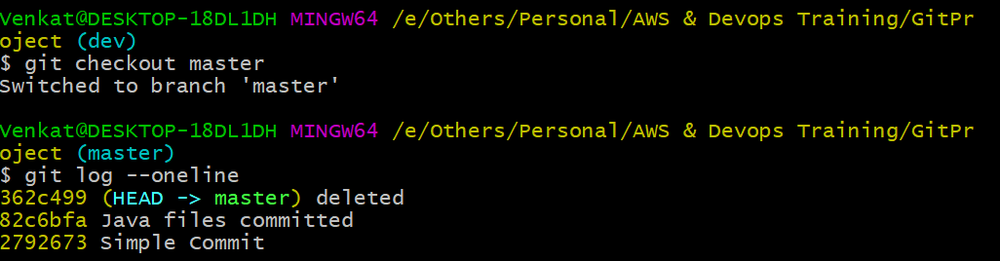 Venkat@DESKTOP-18DL1DH MINGW64 /e/Others/Personal/AWS & Devops Training/GitPr
oject (dev)
$ git checkout master
Switched to branch 'master'
Venkat@DESKTOP-18DL1DH MINGW64 /e/Others/Personal/AWS & Devops Training/GitPr
oject (master)
$ git log --oneline
362c499 (HEAD -> master) deleted
82c6bfa Java files committed
2792673 Simple Commit